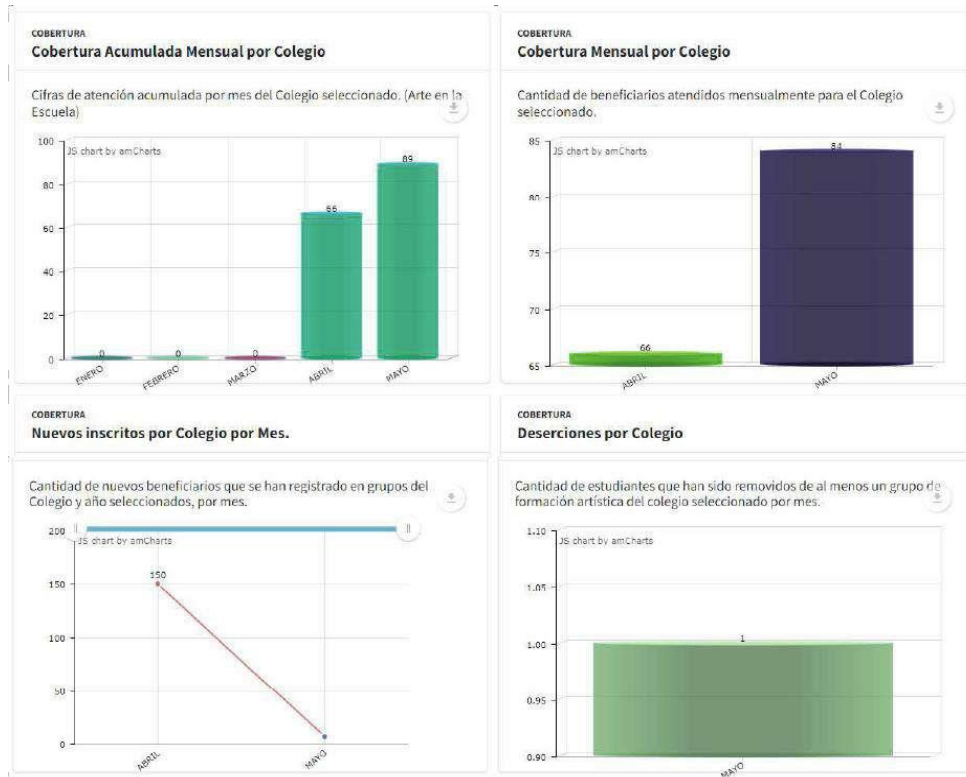 COBERTURA
Cobertura Acumulada Mensual por Colegio
Cifras de atención acumulada por mes del Colegio seleccionado. (Arte en la
Escuela)
JS chart by amCharts
100
80
60
40
20
0
0
0
0
66
89
ENERO
FEBRERO
MARZO
ABRIL
MAYO
COBERTURA
Cobertura Mensual por Colegio
Cantidad de beneficiarios atendidos mensualmente para el Colegio
seleccionado.
JS chart by amCharts
85
80
75
70
65
66
84
ABRIL
MAYO
COBERTURA
Nuevos inscritos por Colegio por Mes.
Cantidad de nuevos beneficiarios que se han registrado en grupos del
Colegio y año seleccionados, por mes.
JS chart by amCharts
200
150
100
50
0
150
ABRIL
MAYO
COBERTURA
Deserciones por Colegio
Cantidad de estudiantes que han sido removidos de al menos un grupo de
formación artística del colegio seleccionado por mes.
JS chart by amCharts
1.10
1.05
1.00
0.95
0.90
1
MAYO